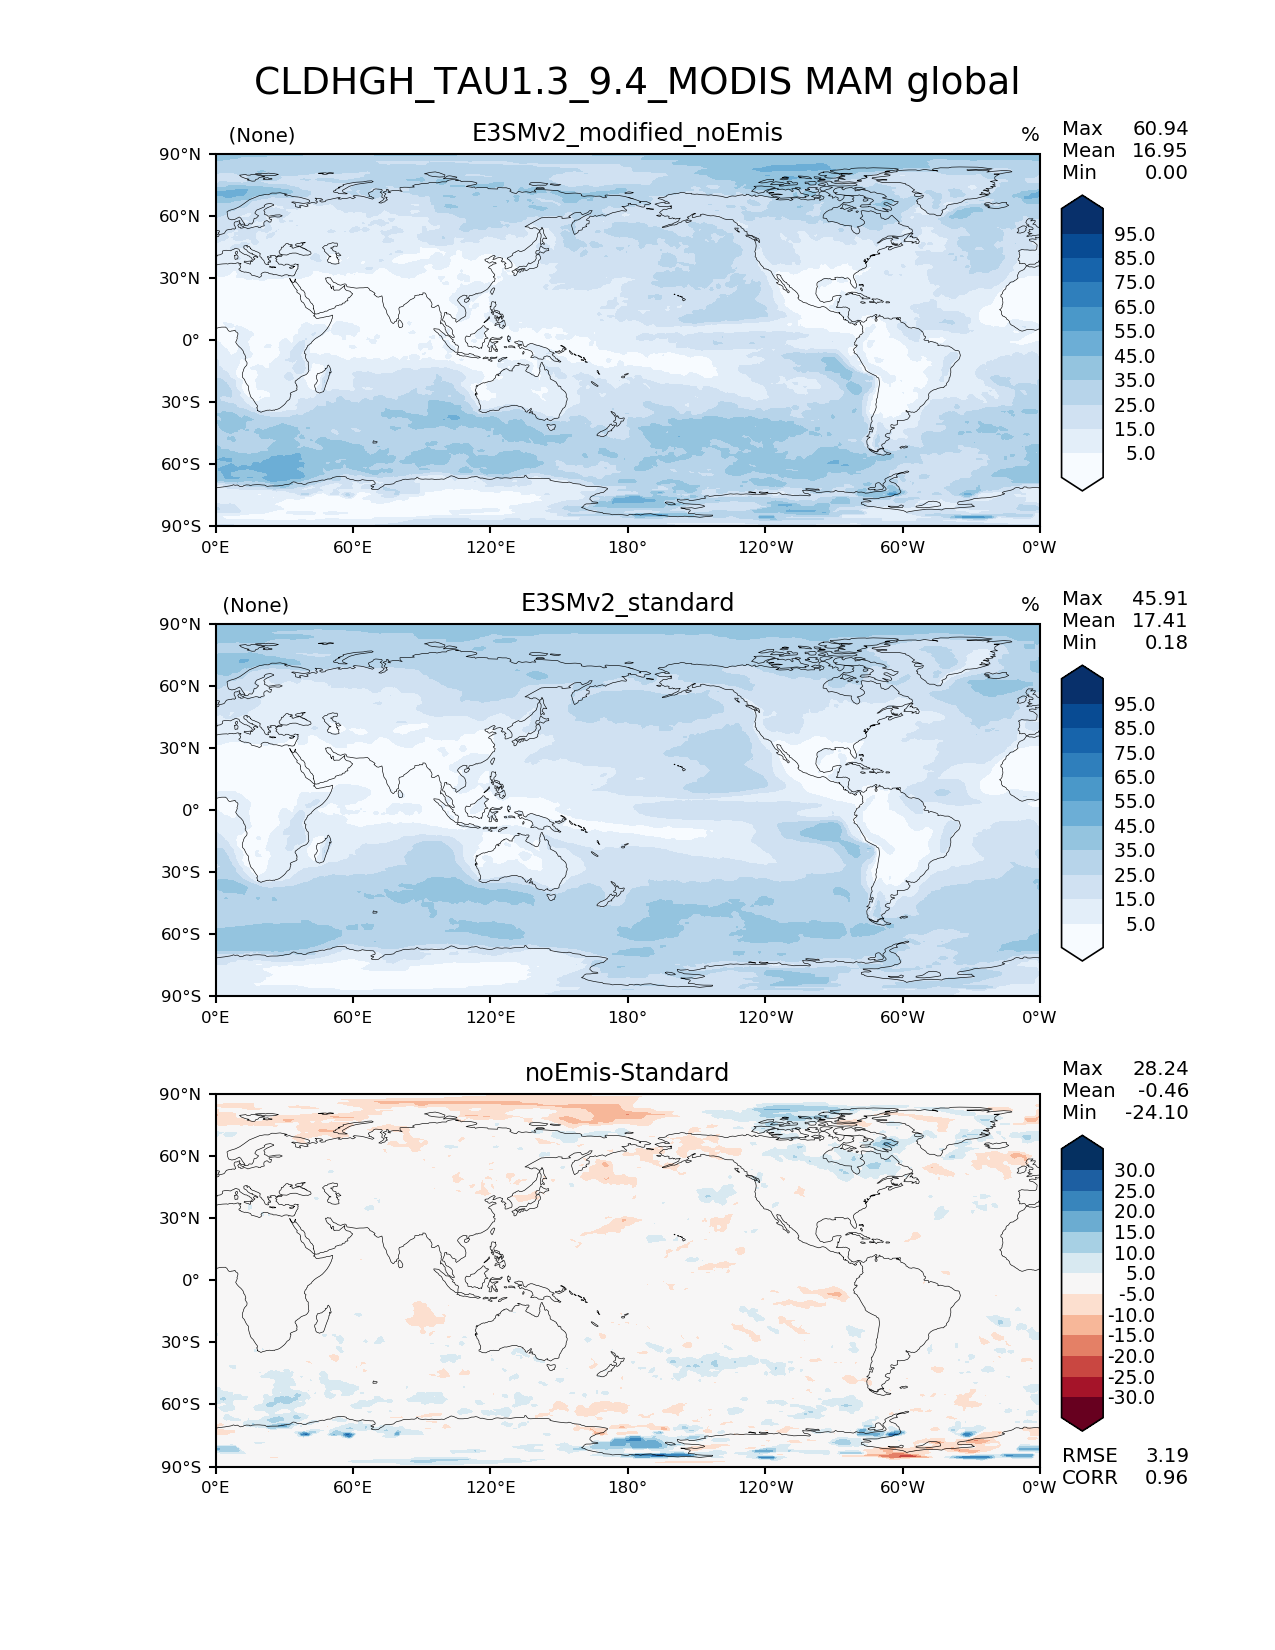 CLDHGH_TAU1.3_9.4_MODIS MAM global
(None) E3SMv2_modified_noEmis %
Max 60.94
Mean 16.95
Min 0.00
90°N
60°N
30°N
0°
30°S
60°S
90°S
0°E 60°E 120°E 180° 120°W 60°W 0°W
95.0
85.0
75.0
65.0
55.0
45.0
35.0
25.0
15.0
5.0
(None) E3SMv2_standard %
Max 45.91
Mean 17.41
Min 0.18
90°N
60°N
30°N
0°
30°S
60°S
90°S
0°E 60°E 120°E 180° 120°W 60°W 0°W
95.0
85.0
75.0
65.0
55.0
45.0
35.0
25.0
15.0
5.0
noEmis-Standard
Max 28.24
Mean -0.46
Min -24.10
90°N
60°N
30°N
0°
30°S
60°S
90°S
0°E 60°E 120°E 180° 120°W 60°W 0°W
30.0
25.0
20.0
15.0
10.0
5.0
-5.0
-10.0
-15.0
-20.0
-25.0
-30.0
RMSE 3.19
CORR 0.96